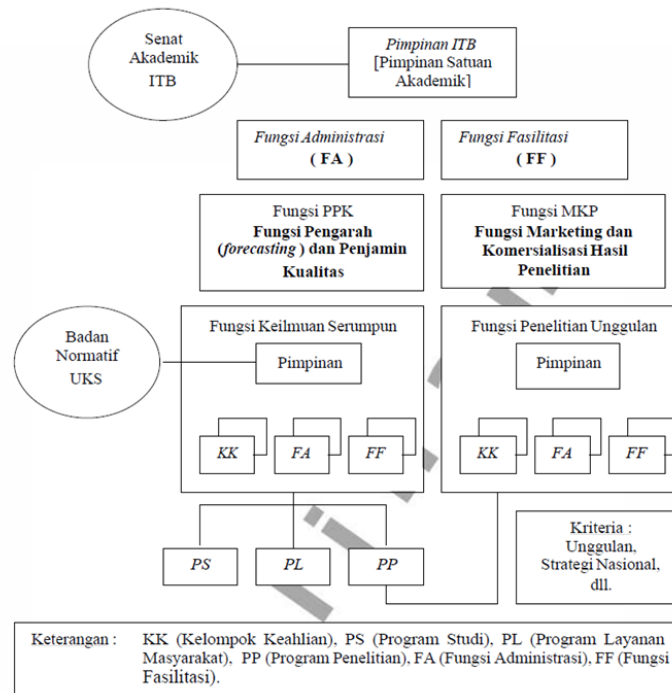 Senat
Akademik
ITB
Pimpinan ITB
[Pimpinan Satuan
Akademik]
Fungsi Administrasi
( FA )
Fungsi Fasilitasi
( FF )
Fungsi PPK
Fungsi Pengarah
(forecasting ) dan Penjamin
Kualitas
Fungsi MKP
Fungsi Marketing dan
Komersialisasi Hasil
Penelitian
Badan
Normatif
UKS
Fungsi Keilmuan Serumpun
Pimpinan
KK
FA
FF
Fungsi Penelitian Unggulan
Pimpinan
KK
FA
FF
PS
PL
PP
Kriteria :
Unggulan,
Strategi Nasional,
dll.
Keterangan : KK (Kelompok Keahlian), PS (Program Studi), PL (Program Layanan
Masyarakat), PP (Program Penelitian), FA (Fungsi Administrasi), FF (Fungsi
Fasilitasi).